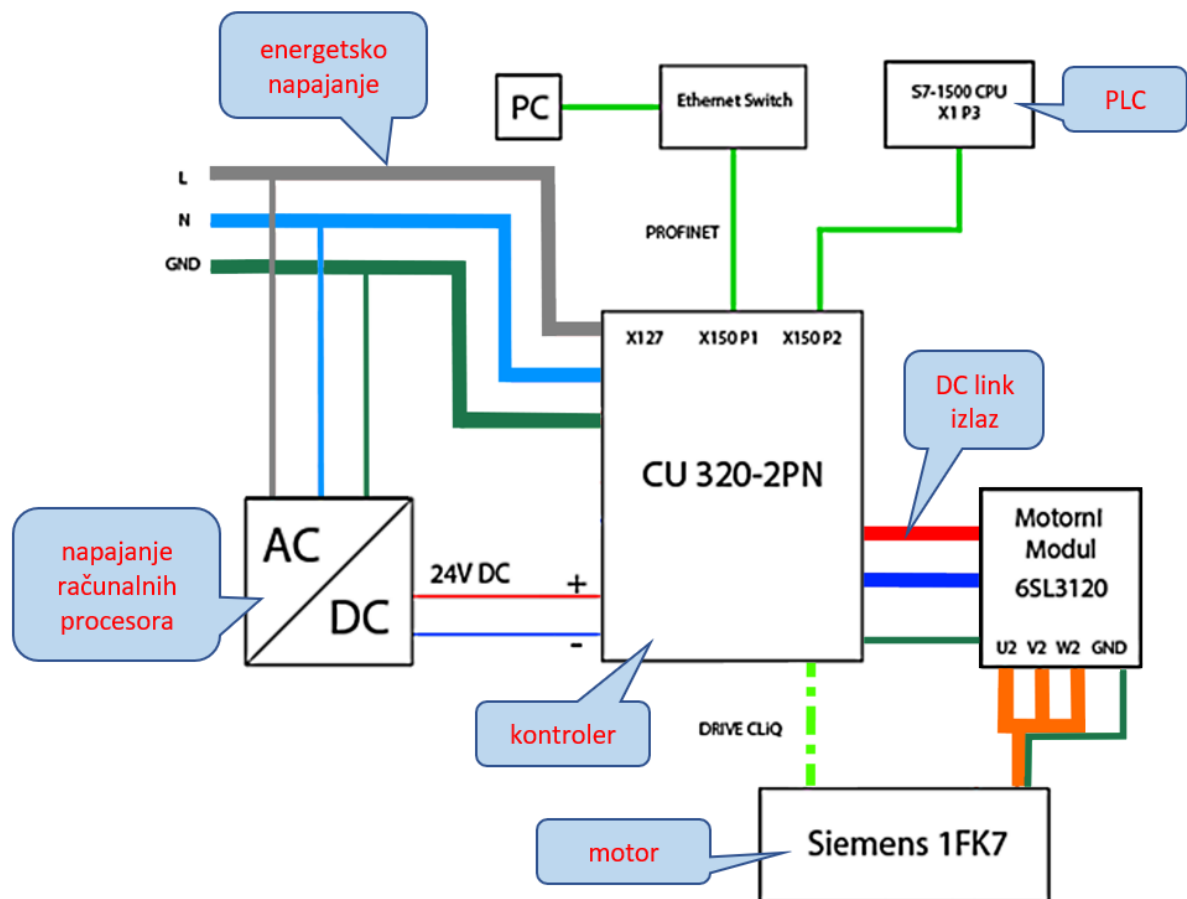 energetsko
napajanje
PC
Ethernet Switch
S7-1500 CPU
X1 P3
PLC
L
N
GND
PROFINET
X127
X150 P1
X150 P2
DC link
izlaz
CU 320-2PN
MotornI
Modul
6SL3120
U2 V2 W2 GND
napajanje
računalnih
procesora
AC
DC
24V DC
+
-
kontroler
DRIVE CLiQ
motor
Siemens 1FK7